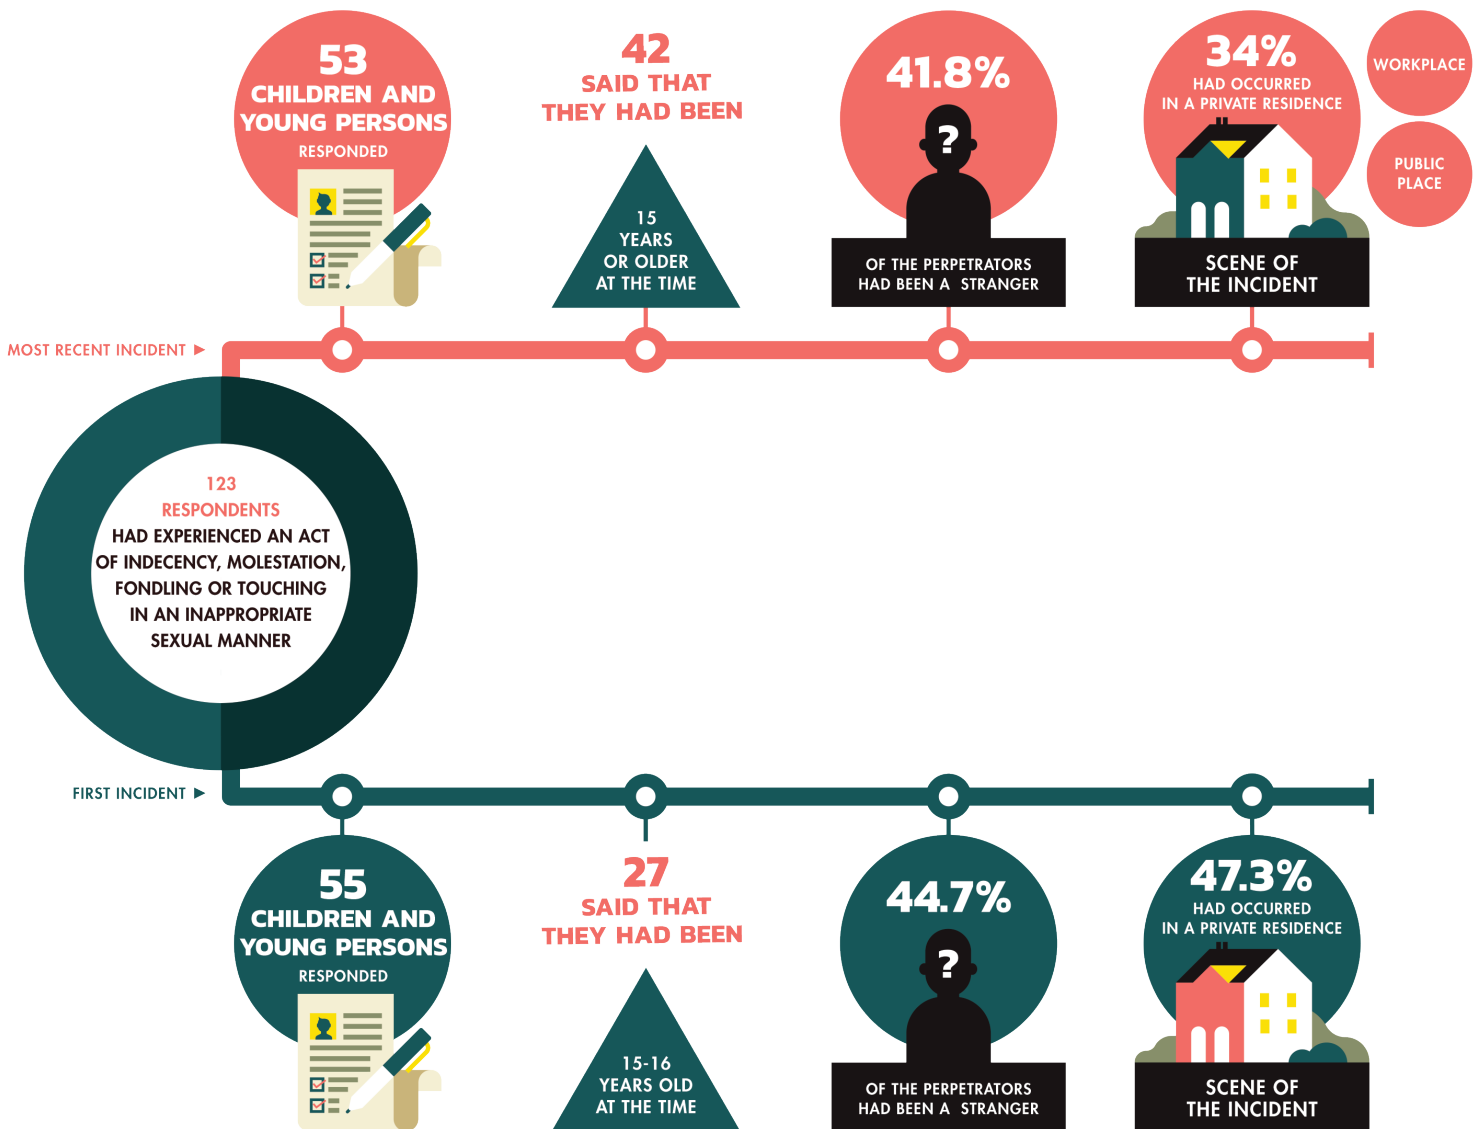 53
CHILDREN AND
YOUNG PERSONS
RESPONDED
42
SAID THAT
THEY HAD BEEN
15
YEARS
OR OLDER
AT THE TIME
41.8%
?
OF THE PERPETRATORS
HAD BEEN A STRANGER
34%
HAD OCCURRED
IN A PRIVATE RESIDENCE
SCENE OF
THE INCIDENT
WORKPLACE
PUBLIC
PLACE
MOST RECENT INCIDENT ►
123
RESPONDENTS
HAD EXPERIENCED AN ACT
OF INDECENCY, MOLESTATION,
FONDLING OR TOUCHING
IN AN INAPPROPRIATE
SEXUAL MANNER
FIRST INCIDENT ►
55
CHILDREN AND
YOUNG PERSONS
RESPONDED
27
SAID THAT
THEY HAD BEEN
15-16
YEARS OLD
AT THE TIME
44.7%
?
OF THE PERPETRATORS
HAD BEEN A STRANGER
47.3%
HAD OCCURRED
IN A PRIVATE RESIDENCE
SCENE OF
THE INCIDENT